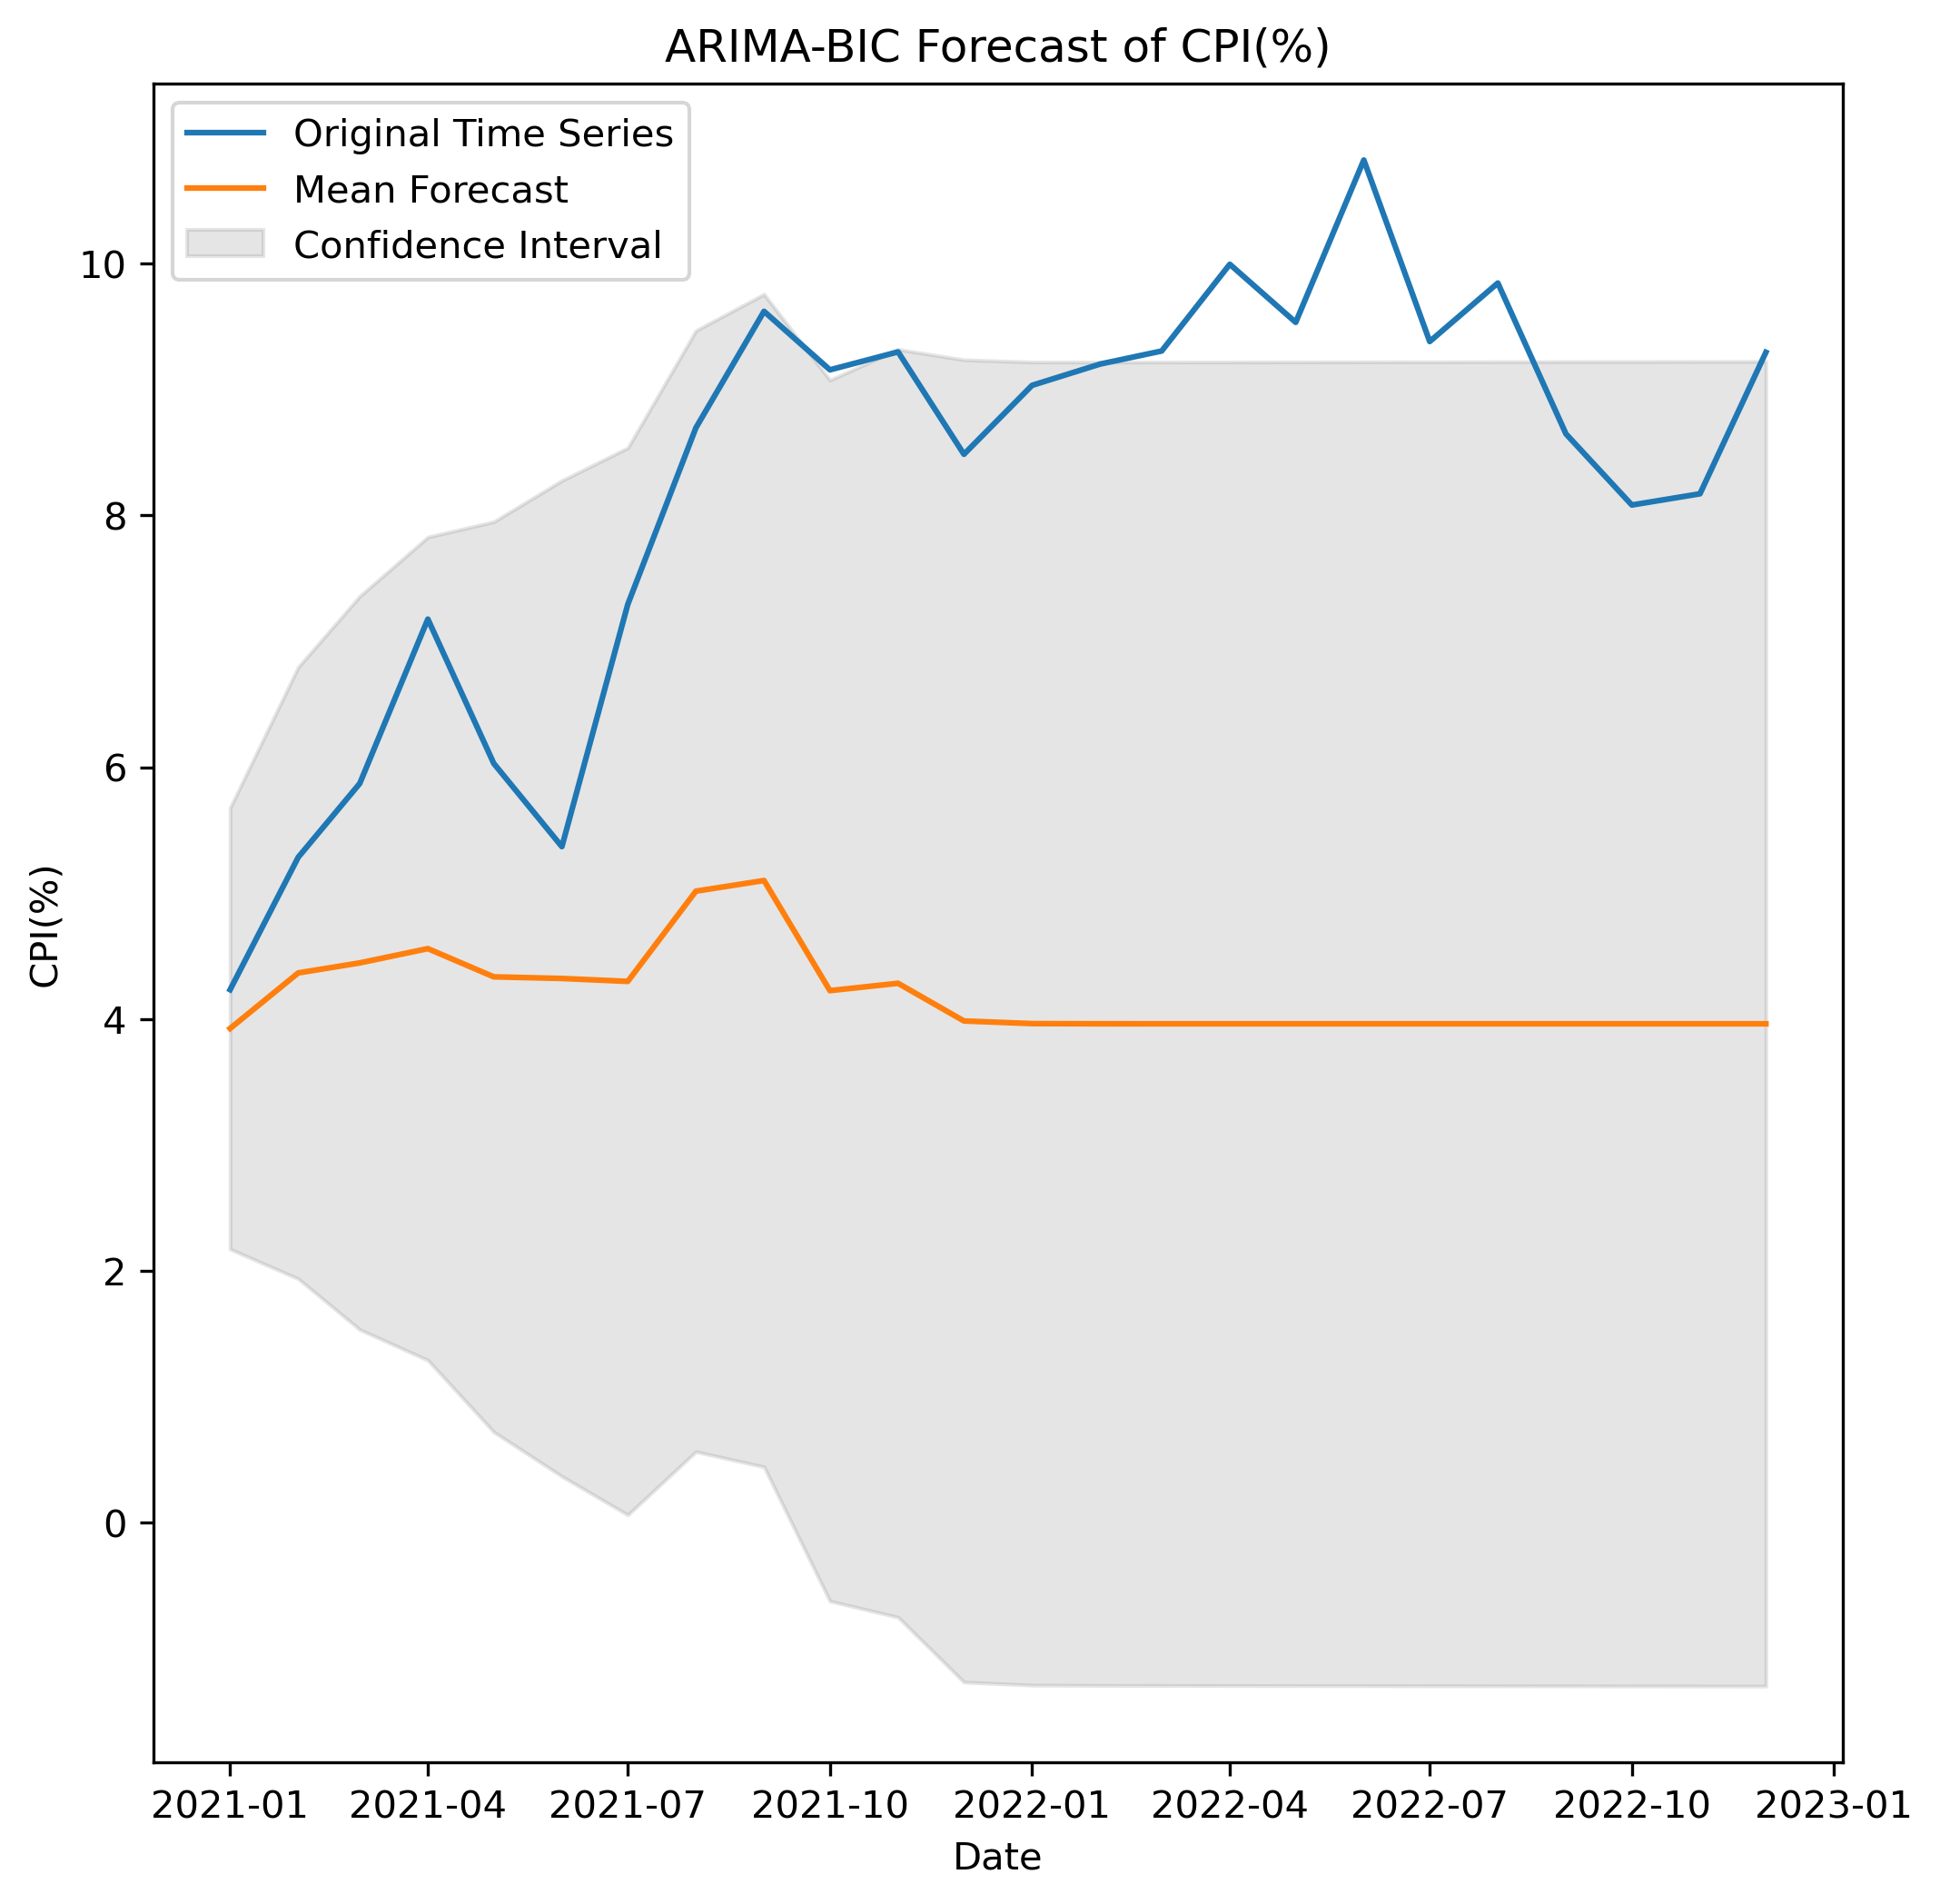 ARIMA-BIC Forecast of CPI(%)
Original Time Series
Mean Forecast
Confidence Interval
CPI(%)
10
8
6
4
2
0
2021-01 2021-04 2021-07 2021-10 2022-01 2022-04 2022-07 2022-10 2023-01
Date